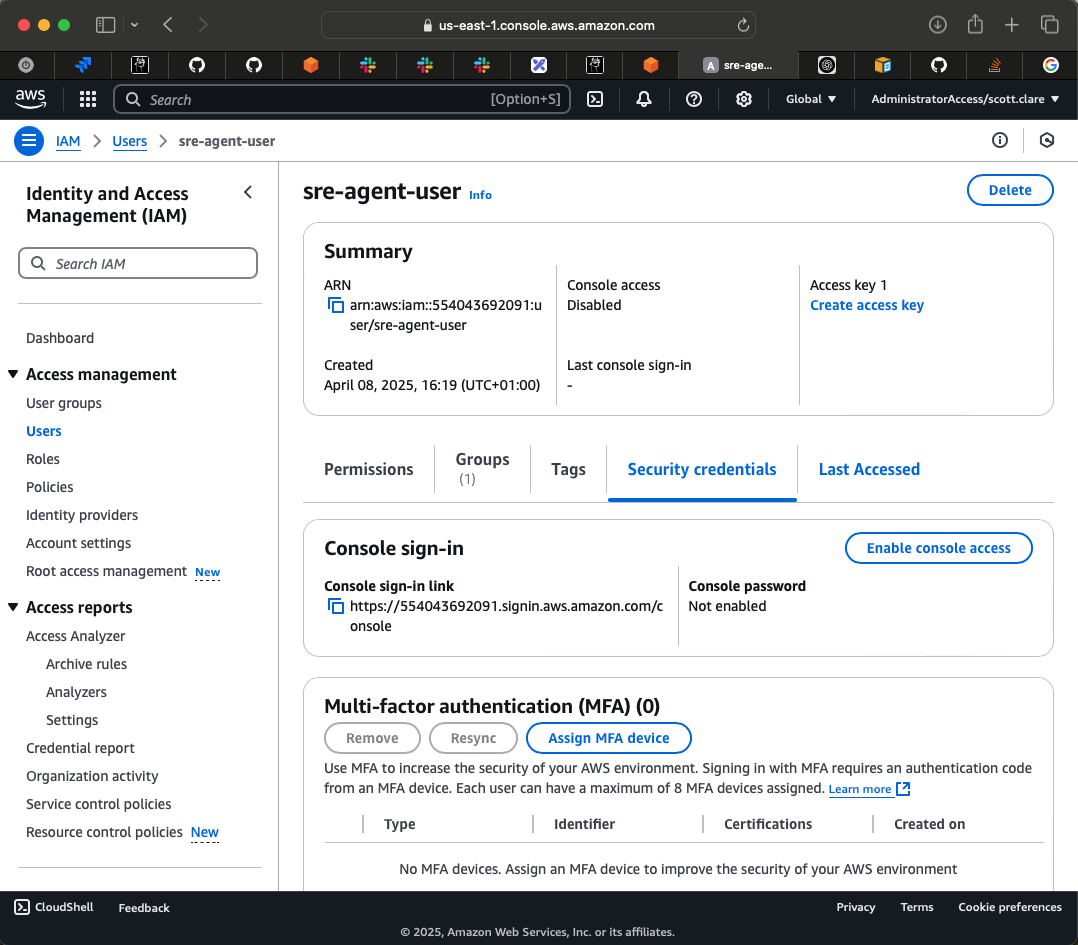 us-east-1.console.aws.amazon.com
A sre-age...
aws
Search [Option+S]
Global
AdministratorAccess/scott.clare
IAM > Users > sre-agent-user
Identity and Access
Management (IAM)
Search IAM
Dashboard
Access management
User groups
Users
Roles
Policies
Identity providers
Account settings
Root access management New
Access reports
Access Analyzer
Archive rules
Analyzers
Settings
Credential report
Organization activity
Service control policies
Resource control policies New
sre-agent-user Info
Delete
Summary
ARN
arn:aws:iam::554043692091:u
ser/sre-agent-user
Console access
Disabled
Access key 1
Create access key
Created
April 08, 2025, 16:19 (UTC+01:00)
Last console sign-in
-
Permissions
Groups
(1)
Tags
Security credentials
Last Accessed
Console sign-in
Enable console access
Console sign-in link
https://554043692091.signin.aws.amazon.com/c
onsole
Console password
Not enabled
Multi-factor authentication (MFA) (0)
Remove
Resync
Assign MFA device
Use MFA to increase the security of your AWS environment. Signing in with MFA requires an authentication code
from an MFA device. Each user can have a maximum of 8 MFA devices assigned. Learn more
Type
Identifier
Certifications
Created on
No MFA devices. Assign an MFA device to improve the security of your AWS environment
CloudShell
Feedback
Privacy
Terms
Cookie preferences
© 2025, Amazon Web Services, Inc. or its affiliates.